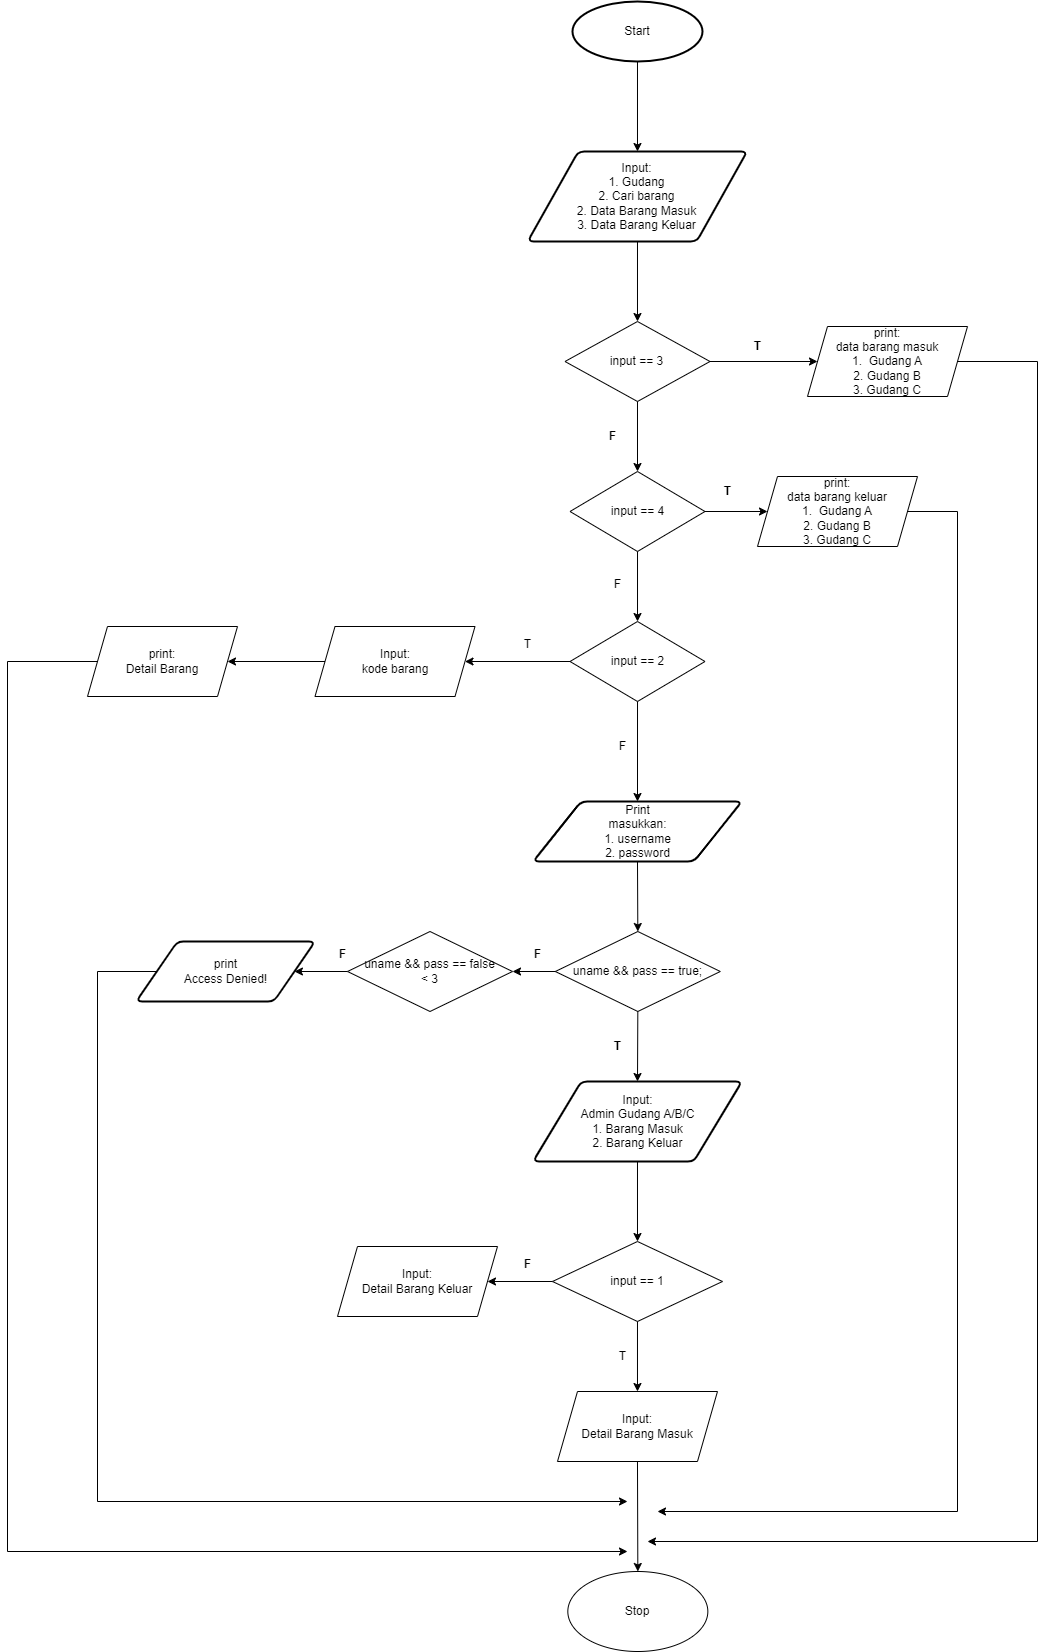 Start
Input:
1. Gudang
2. Cari barang
2. Data Barang Masuk
3. Data Barang Keluar
input == 3
T
print:
data barang masuk
1. Gudang A
2. Gudang B
3. Gudang C
F
input == 4
T
print:
data barang keluar
1. Gudang A
2. Gudang B
3. Gudang C
F
input == 2
T
Input:
kode barang
print:
Detail Barang
F
Print
masukkan:
1. username
2. password
uname && pass == true;
F
uname && pass == false
< 3
F
print
Access Denied!
T
Input:
Admin Gudang A/B/C
1. Barang Masuk
2. Barang Keluar
input == 1
F
Input:
Detail Barang Keluar
T
Input:
Detail Barang Masuk
Stop